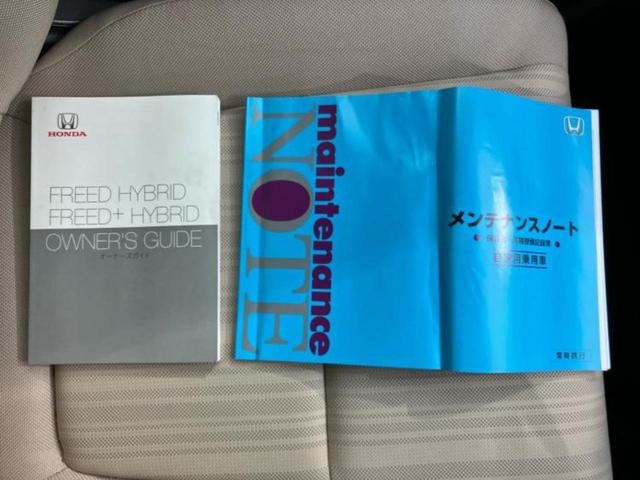 HONDA
FREED HYBRID
FREED+ HYBRID
OWNER'S GUIDE
オーナーズガイド
maintenance
NOTE
メンテナンスノート
自家用乗用車